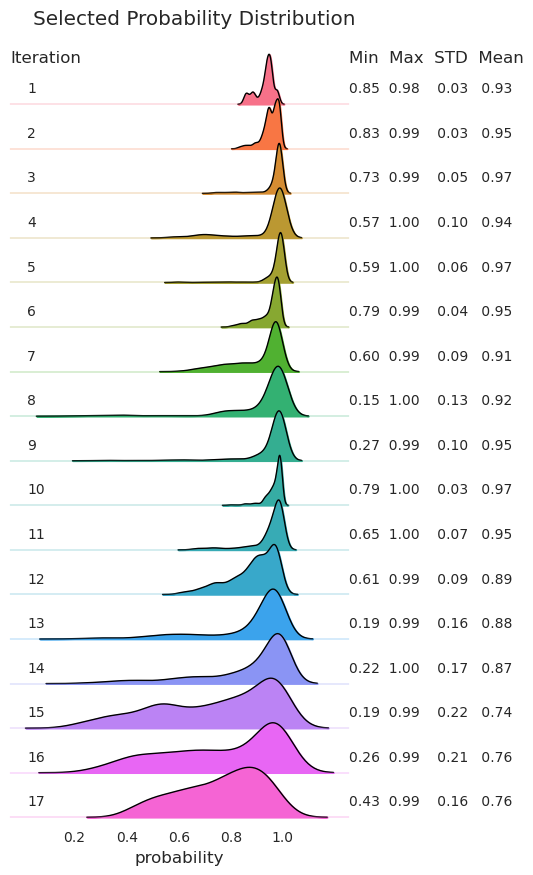 Selected Probability Distribution
Iteration Min Max STD Mean
1 0.85 0.98 0.03 0.93
2 0.83 0.99 0.03 0.95
3 0.73 0.99 0.05 0.97
4 0.57 1.00 0.10 0.94
5 0.59 1.00 0.06 0.97
6 0.79 0.99 0.04 0.95
7 0.60 0.99 0.09 0.91
8 0.15 1.00 0.13 0.92
9 0.27 0.99 0.10 0.95
10 0.79 1.00 0.03 0.97
11 0.65 1.00 0.07 0.95
12 0.61 0.99 0.09 0.89
13 0.19 0.99 0.16 0.88
14 0.22 1.00 0.17 0.87
15 0.19 0.99 0.22 0.74
16 0.26 0.99 0.21 0.76
17 0.43 0.99 0.16 0.76
0.2 0.4 0.6 0.8 1.0
probability